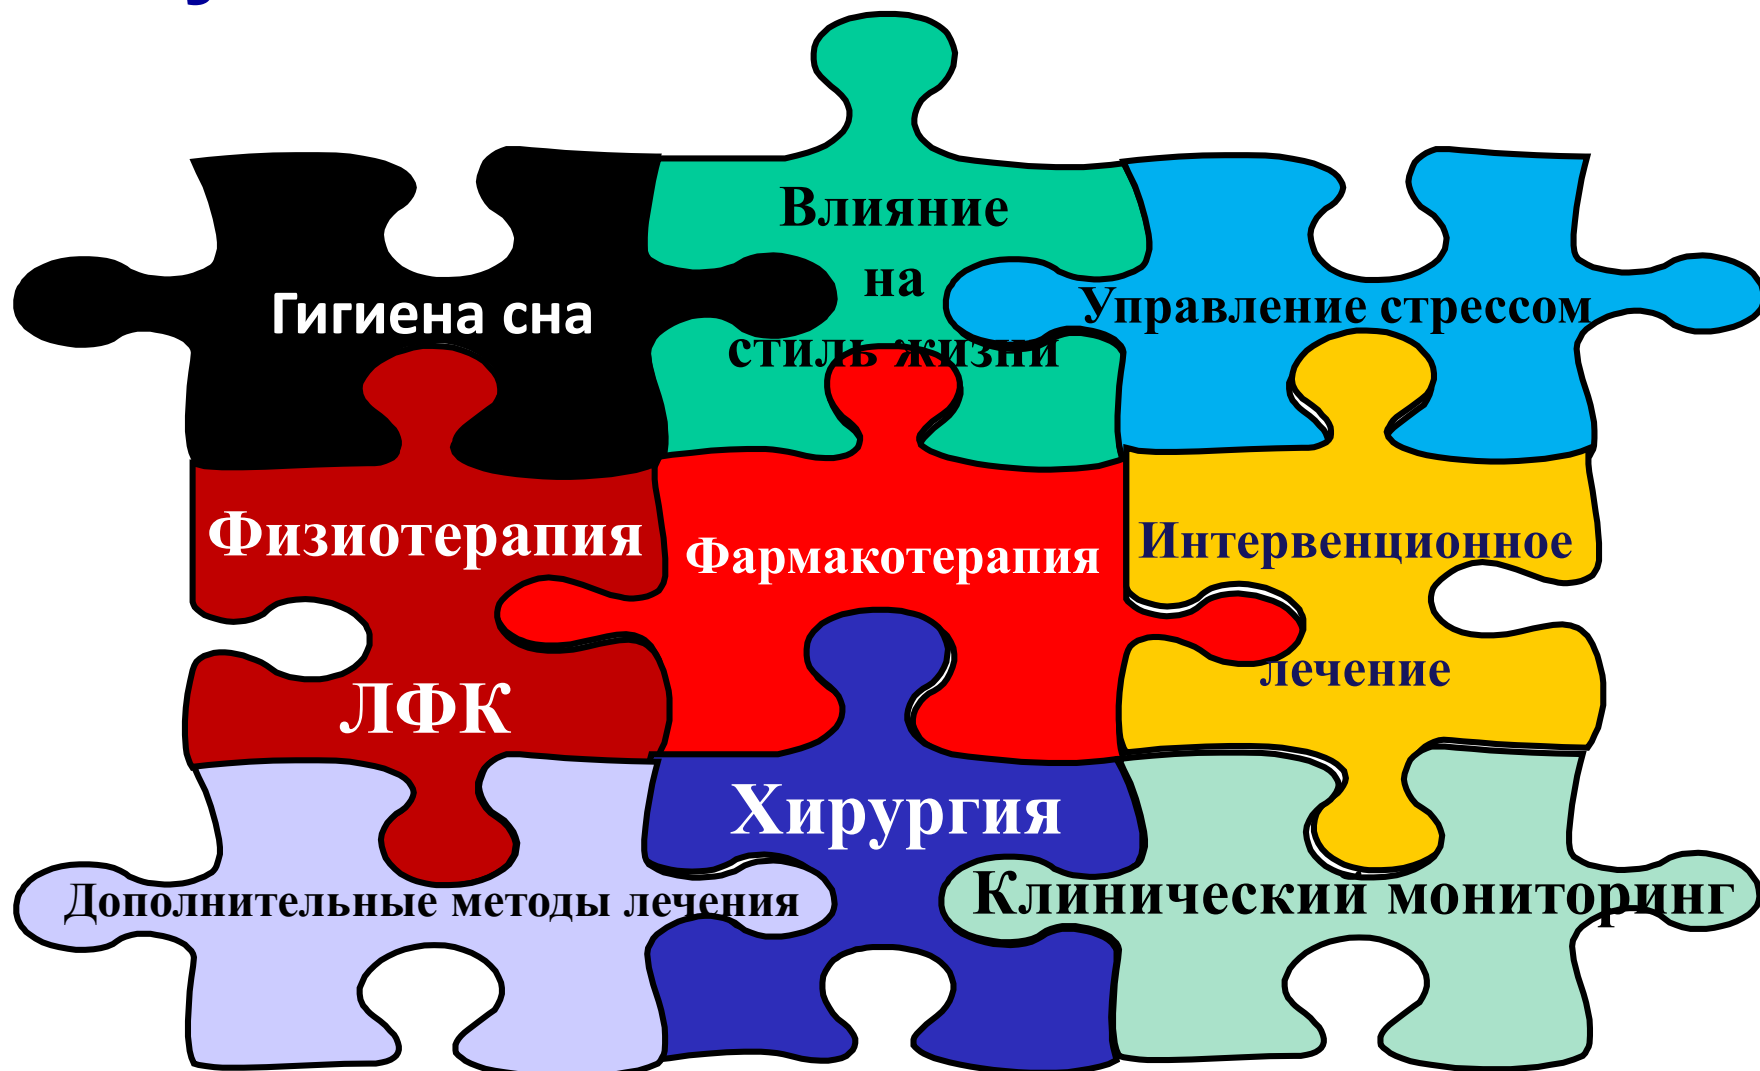 Гигиена сна
Влияние
на
стиль жизни
Управление стрессом
Физиотерапия
ЛФК
Фармакотерапия
Интервенционное
лечение
Дополнительные методы лечения
Хирургия
Клинический мониторинг